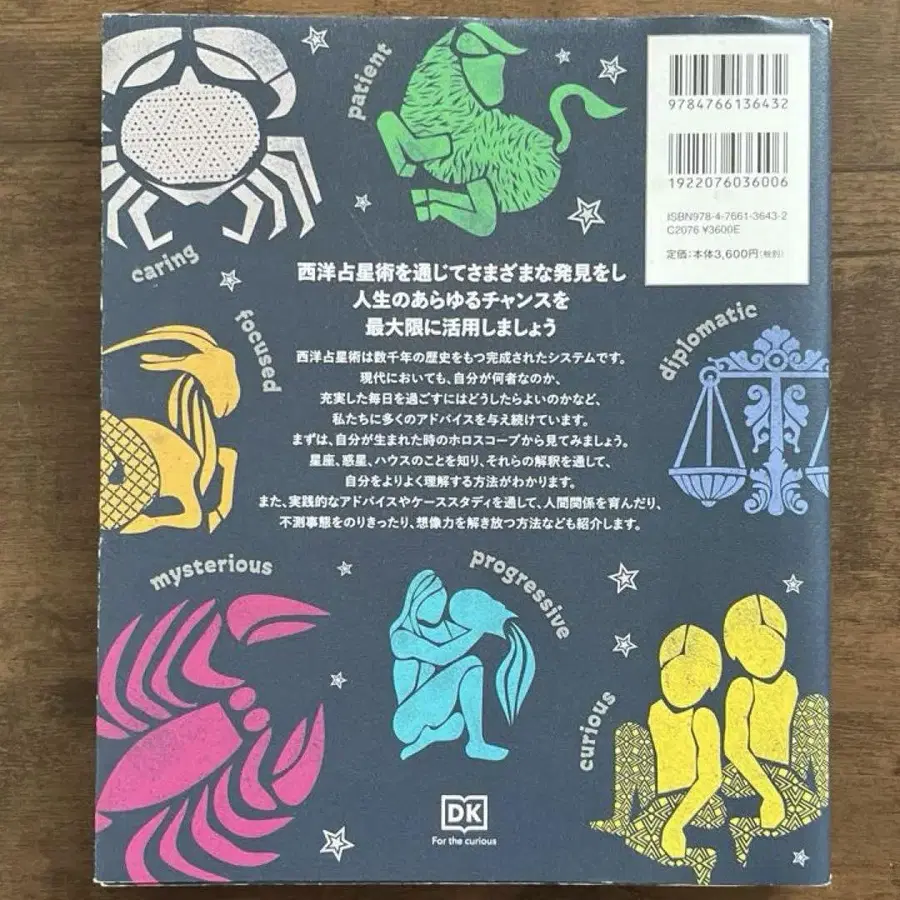 patient
9784766136432
1922076036006
ISBN978-4-7661-3643-2
C2076 ¥3600E
定価:本体3,600円(税別)
caring
西洋占星術を通じてさまざまな発見をし
人生のあらゆるチャンスを
最大限に活用しましょう
focused
diplomatic
西洋占星術は数千年の歴史をもつ完成されたシステムです。
現代においても、自分が何者なのか、
充実した毎日を過ごすにはどうしたらよいのかなど、
私たちに多くのアドバイスを与え続けています。
まずは、自分が生まれた時のホロスコープから見てみましょう。
星座、惑星、ハウスのことを知り、それらの解釈を通して、
自分をよりよく理解する方法がわかります。
また、実践的なアドバイスやケーススタディを通して、人間関係を育んだり、
不測事態をのりきったり、想像力を解き放つ方法なども紹介します。
mysterious
progressive
curious
DK
For the curious